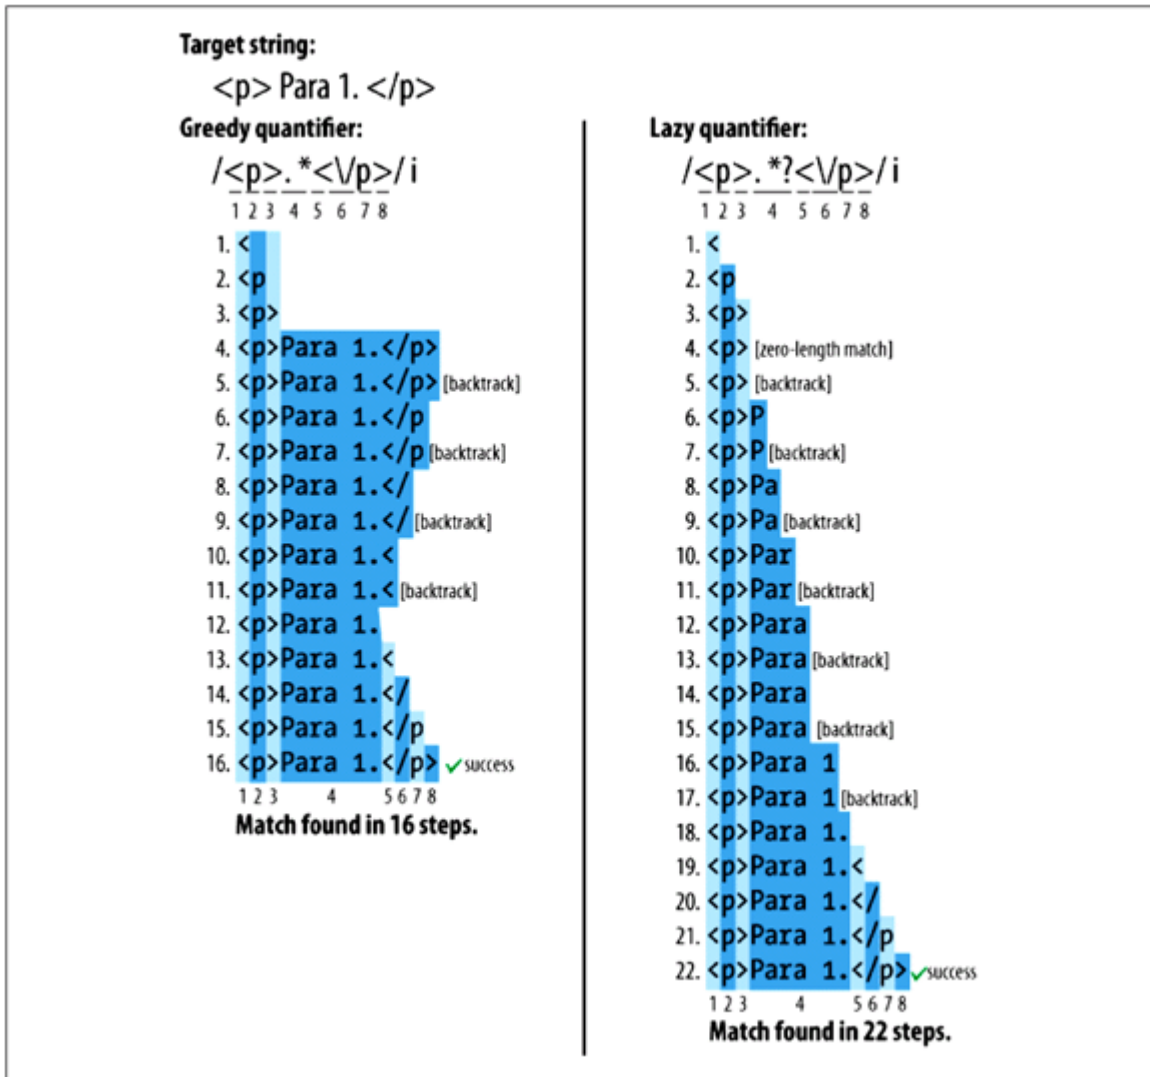 Target string:
<p> Para 1. </p>
Greedy quantifier:
/<p>.*<\/p>/i
1 2 3 4 5 6 7 8
1. <
2. <p
3. <p>
4. <p>Para 1.</p>
5. <p>Para 1.</p> [backtrack]
6. <p>Para 1.</p
7. <p>Para 1.</p [backtrack]
8. <p>Para 1.</
9. <p>Para 1.</ [backtrack]
10. <p>Para 1.<
11. <p>Para 1.< [backtrack]
12. <p>Para 1.
13. <p>Para 1.<
14. <p>Para 1.</
15. <p>Para 1.</p
16. <p>Para 1.</p> ✓success
1 2 3 4 5 6 7 8
Match found in 16 steps.
Lazy quantifier:
/<p>.*?<\/p>/i
1 2 3 4 5 6 7 8
1. <
2. <p
3. <p>
4. <p> [zero-length match]
5. <p> [backtrack]
6. <p>P
7. <p>P [backtrack]
8. <p>Pa
9. <p>Pa [backtrack]
10. <p>Par
11. <p>Par [backtrack]
12. <p>Para
13. <p>Para [backtrack]
14. <p>Para
15. <p>Para [backtrack]
16. <p>Para 1
17. <p>Para 1 [backtrack]
18. <p>Para 1.
19. <p>Para 1.<
20. <p>Para 1.</
21. <p>Para 1.</p
22. <p>Para 1.</p> ✓success
1 2 3 4 5 6 7 8
Match found in 22 steps.